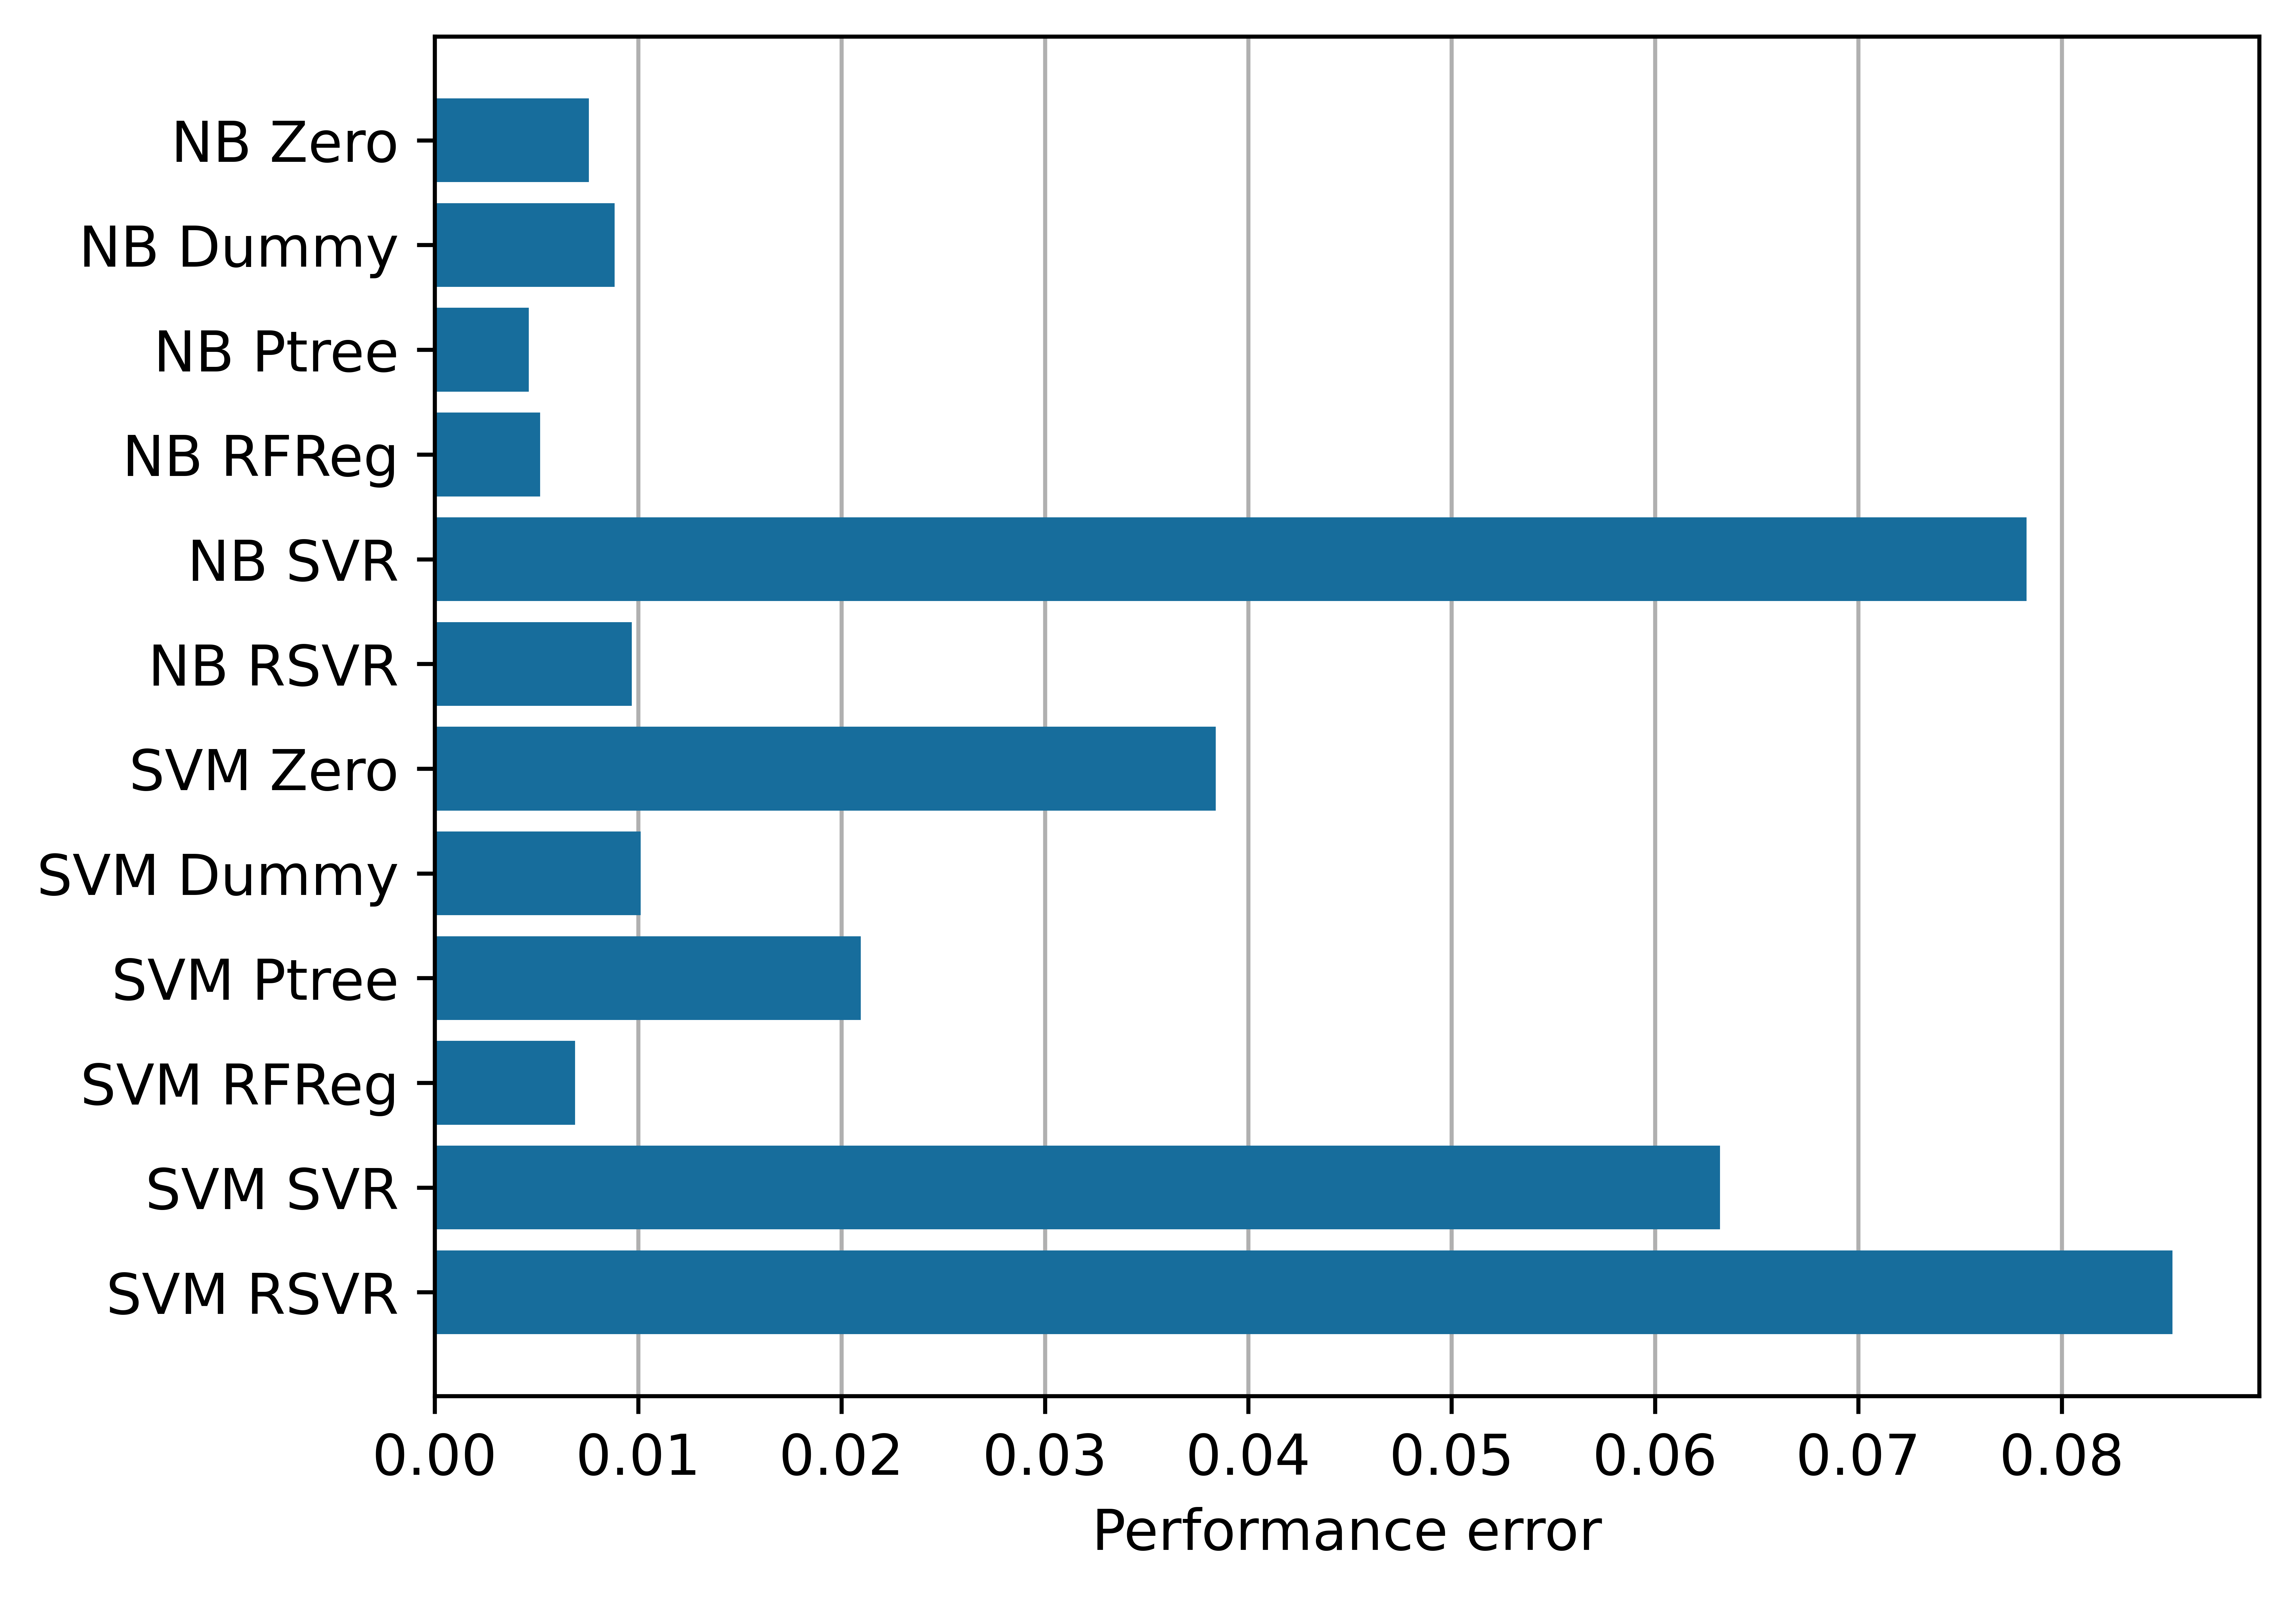 NB Zero
NB Dummy
NB Ptree
NB RFReg
NB SVR
NB RSVR
SVM Zero
SVM Dummy
SVM Ptree
SVM RFReg
SVM SVR
SVM RSVR
0.00 0.01 0.02 0.03 0.04 0.05 0.06 0.07 0.08
Performance error